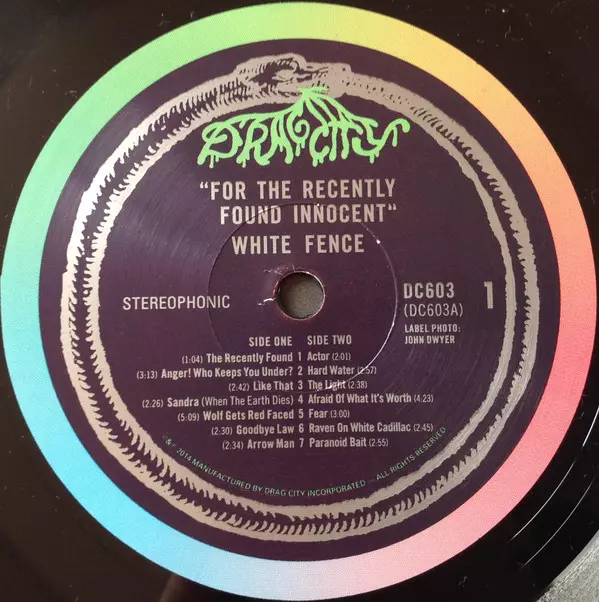 DRAG CITY
"FOR THE RECENTLY
FOUND INNOCENT"
WHITE FENCE
STEREOPHONIC
DC603 1
(DC603A)
LABEL PHOTO:
JOHN DWYER
SIDE ONE SIDE TWO
(1:04) The Recently Found 1 Actor (2:01)
(3:13) Anger! Who Keeps You Under? 2 Hard Water (2:57)
(2:42) Like That 3 The Light (2:38)
(2:26) Sandra (When The Earth Dies) 4 Afraid Of What It's Worth (4:23)
(5:09) Wolf Gets Red Faced 5 Fear (3:00)
(2:30) Goodbye Law 6 Raven On White Cadillac (2:45)
(2:34) Arrow Man 7 Paranoid Bait (2:55)
℗&© 2014 MANUFACTURED BY DRAG CITY INCORPORATED — ALL RIGHTS RESERVED